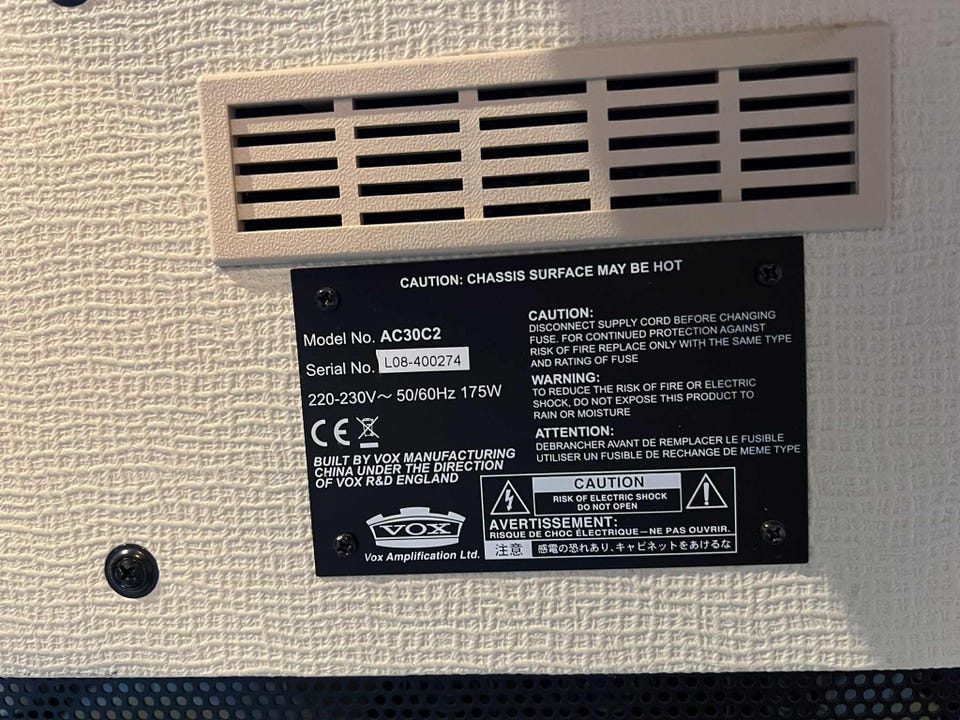 CAUTION: CHASSIS SURFACE MAY BE HOT
Model No. AC30C2
Serial No. L08-400274
220-230V～ 50/60Hz 175W
CE
BUILT BY VOX MANUFACTURING
CHINA UNDER THE DIRECTION
OF VOX R&D ENGLAND
VOX
Vox Amplification Ltd.
CAUTION:
DISCONNECT SUPPLY CORD BEFORE CHANGING
FUSE. FOR CONTINUED PROTECTION AGAINST
RISK OF FIRE REPLACE ONLY WITH THE SAME TYPE
AND RATING OF FUSE
WARNING:
TO REDUCE THE RISK OF FIRE OR ELECTRIC
SHOCK, DO NOT EXPOSE THIS PRODUCT TO
RAIN OR MOISTURE
ATTENTION:
DEBRANCHER AVANT DE REMPLACER LE FUSIBLE
UTILISER UN FUSIBLE DE RECHANGE DE MEME TYPE
CAUTION
RISK OF ELECTRIC SHOCK
DO NOT OPEN
AVERTISSEMENT:
RISQUE DE CHOC ÉLECTRIQUE—NE PAS OUVRIR.
注意 感電の恐れあり、キャビネットをあけるな